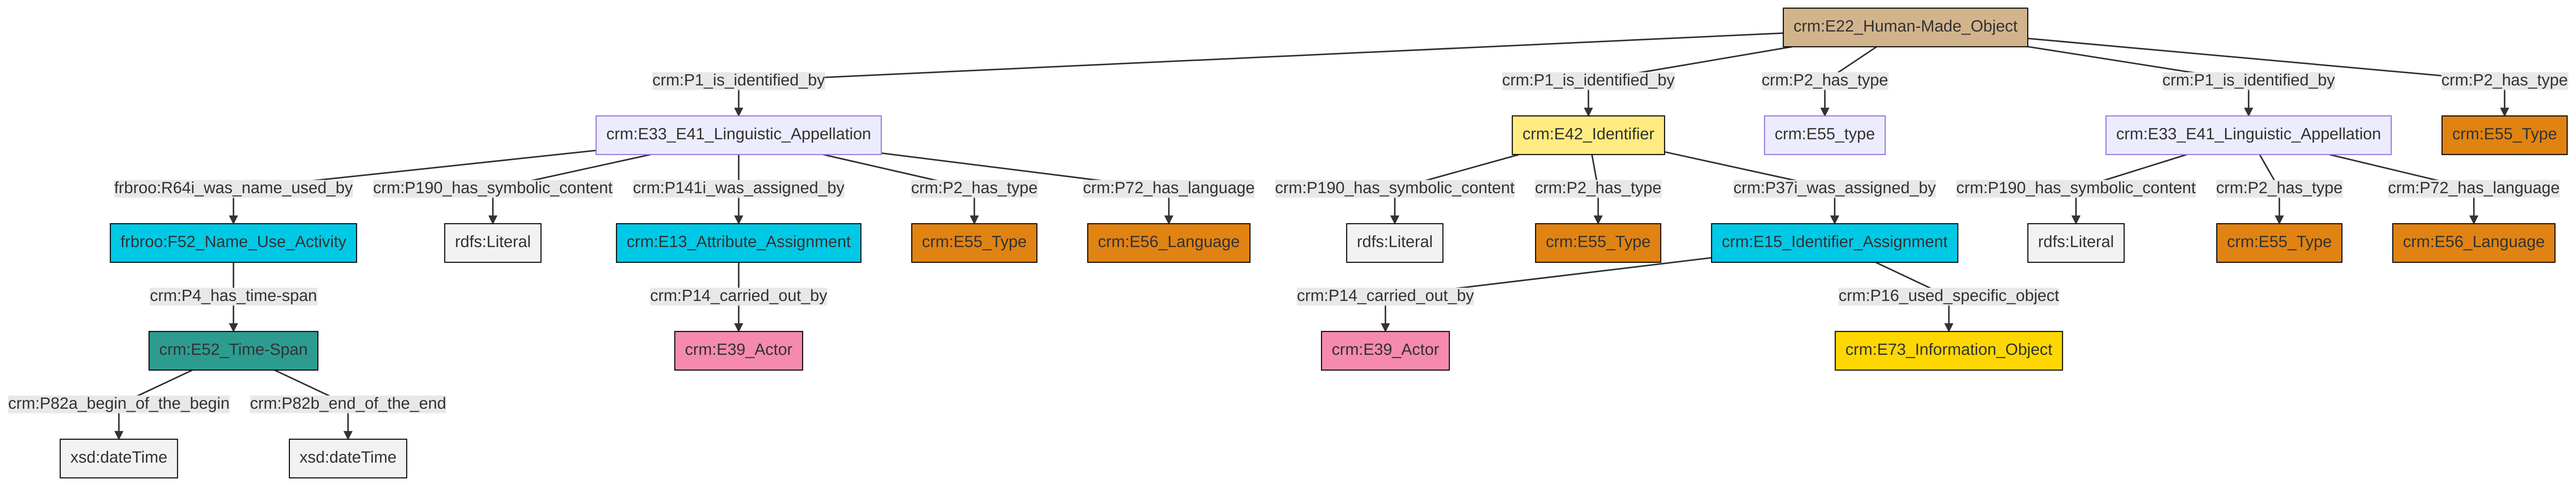 crm:E22_Human-Made_Object
crm:P1_is_identified_by
crm:P1_is_identified_by
crm:P2_has_type
crm:P1_is_identified_by
crm:P2_has_type
crm:E33_E41_Linguistic_Appellation
crm:E42_Identifier
crm:E55_type
crm:E33_E41_Linguistic_Appellation
crm:E55_Type
frbroo:R64i_was_name_used_by
crm:P190_has_symbolic_content
crm:P141i_was_assigned_by
crm:P2_has_type
crm:P72_has_language
crm:P190_has_symbolic_content
crm:P2_has_type
crm:P37i_was_assigned_by
crm:P190_has_symbolic_content
crm:P2_has_type
crm:P72_has_language
frbroo:F52_Name_Use_Activity
rdfs:Literal
crm:E13_Attribute_Assignment
crm:E55_Type
crm:E56_Language
rdfs:Literal
crm:E55_Type
crm:E15_Identifier_Assignment
rdfs:Literal
crm:E55_Type
crm:E56_Language
crm:P4_has_time-span
crm:P14_carried_out_by
crm:P14_carried_out_by
crm:P16_used_specific_object
crm:E52_Time-Span
crm:E39_Actor
crm:E39_Actor
crm:E73_Information_Object
crm:P82a_begin_of_the_begin
crm:P82b_end_of_the_end
xsd:dateTime
xsd:dateTime